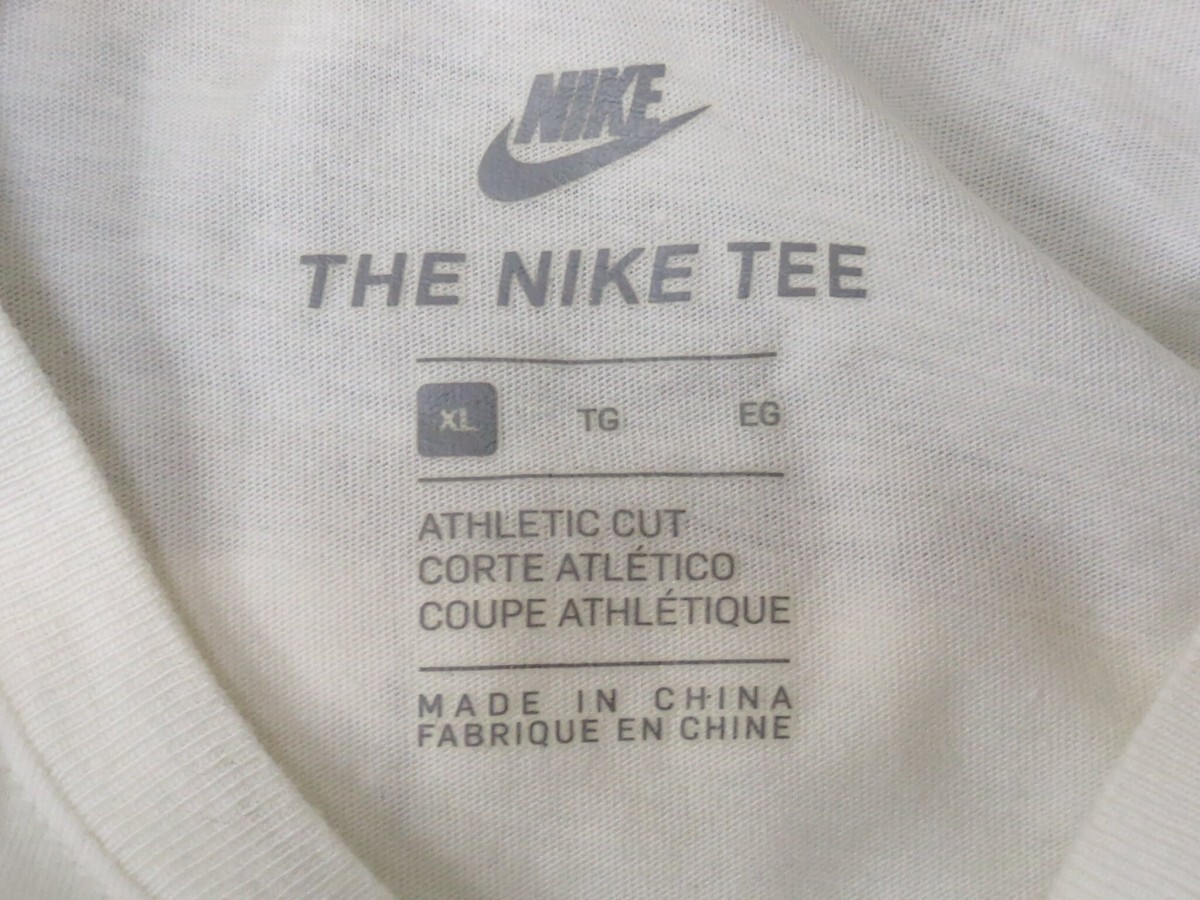 NIKE
THE NIKE TEE
XL TG EG
ATHLETIC CUT
CORTE ATLÉTICO
COUPE ATHLÉTIQUE
MADE IN CHINA
FABRIQUE EN CHINE